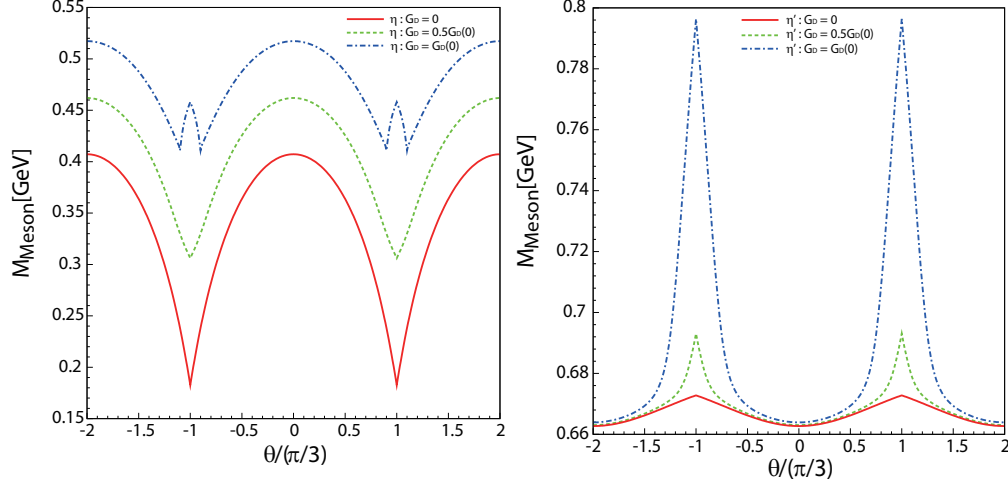 η : G_D = 0
η : G_D = 0.5G_D(0)
η : G_D = G_D(0)
M_Meson[GeV]
0.55
0.5
0.45
0.4
0.35
0.3
0.25
0.2
0.15
-2 -1.5 -1 -0.5 0 0.5 1 1.5 2
θ/(π/3)
η′ : G_D = 0
η′ : G_D = 0.5G_D(0)
η′ : G_D = G_D(0)
M_Meson[GeV]
0.8
0.78
0.76
0.74
0.72
0.7
0.68
0.66
-2 -1.5 -1 -0.5 0 0.5 1 1.5 2
θ/(π/3)